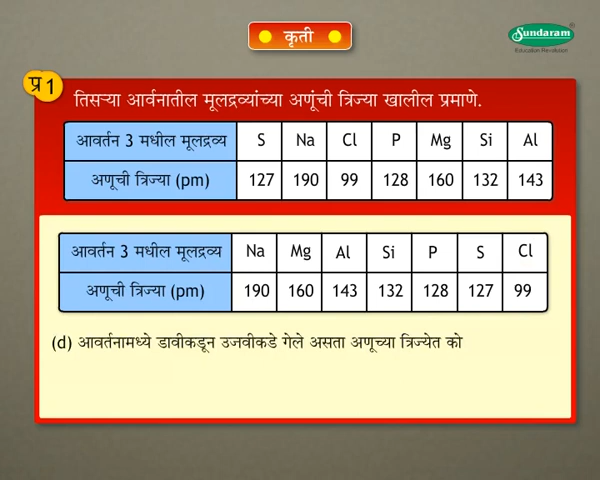 कृती
Sundaram
Education Revolution
प्र 1
तिसऱ्या आर्वनातील मूलद्रव्यांच्या अणूंची त्रिज्या खालील प्रमाणे.
आवर्तन 3 मधील मूलद्रव्य S Na Cl P Mg Si Al
अणूची त्रिज्या (pm) 127 190 99 128 160 132 143
आवर्तन 3 मधील मूलद्रव्य Na Mg Al Si P S Cl
अणूची त्रिज्या (pm) 190 160 143 132 128 127 99
(d) आवर्तनामध्ये डावीकडून उजवीकडे गेले असता अणूच्या त्रिज्येत को